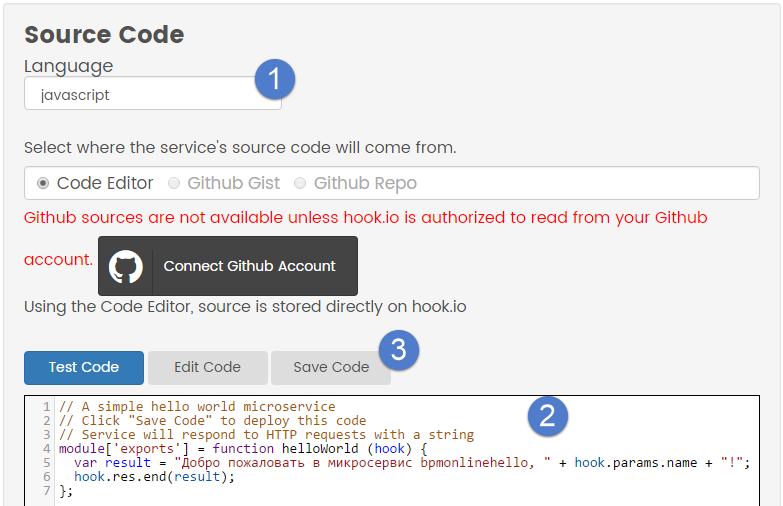 Source Code
Language
1
javascript
Select where the service's source code will come from.
Code Editor Github Gist Github Repo
Github sources are not available unless hook.io is authorized to read from your Github
account. Connect Github Account
Using the Code Editor, source is stored directly on hook.io
3
Test Code Edit Code Save Code
2
1 // A simple hello world microservice
2 // Click "Save Code" to deploy this code
3 // Service will respond to HTTP requests with a string
4 module['exports'] = function helloWorld (hook) {
5 var result = "Добро пожаловать в микросервис bpmonlinehello, " + hook.params.name + "!";
6 hook.res.end(result);
7 };